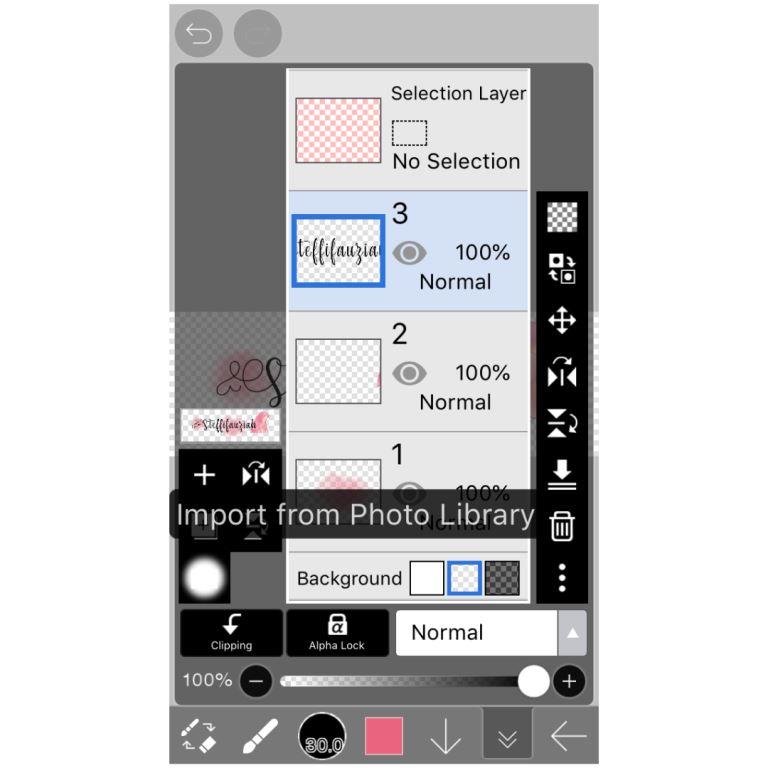 Selection Layer
No Selection
3
teffifauzia
100%
Normal
2
100%
Normal
Steffifauziah
1
100%
Import from Photo Library
Normal
Background
Clipping
α
Alpha Lock
Normal
100%
30.0